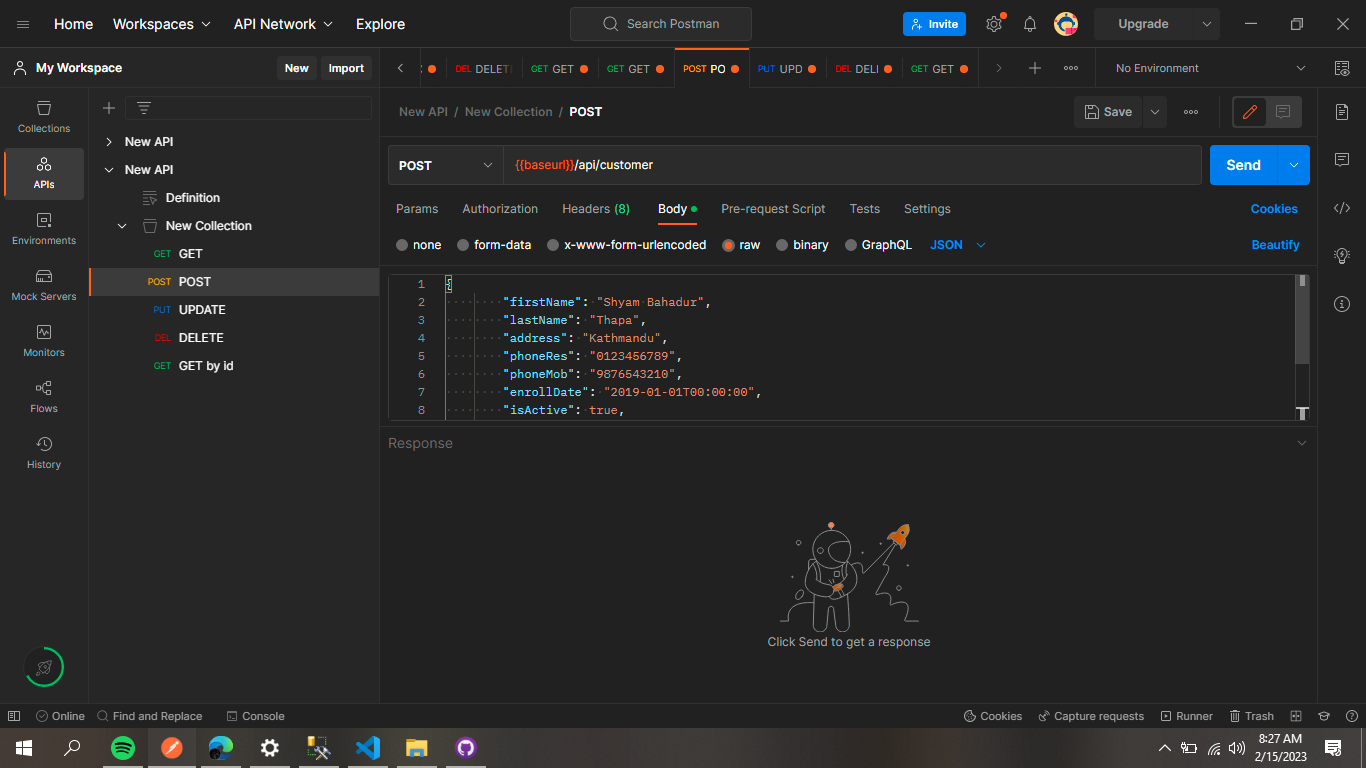 Home Workspaces API Network Explore Search Postman Invite Upgrade
My Workspace New Import
DEL DELETE GET GET GET GET POST PO PUT UPD DEL DELI GET GET No Environment
Collections
APIs
Environments
Mock Servers
Monitors
Flows
History
New API
New API
Definition
New Collection
GET GET
POST POST
PUT UPDATE
DEL DELETE
GET GET by id
New API / New Collection / POST Save
POST {{baseurl}}/api/customer Send
Params Authorization Headers (8) Body Pre-request Script Tests Settings Cookies
none form-data x-www-form-urlencoded raw binary GraphQL JSON Beautify
1 {
2 "firstName": "Shyam Bahadur",
3 "lastName": "Thapa",
4 "address": "Kathmandu",
5 "phoneRes": "0123456789",
6 "phoneMob": "9876543210",
7 "enrollDate": "2019-01-01T00:00:00",
8 "isActive": true,
Response
Click Send to get a response
Online Find and Replace Console Cookies Capture requests Runner Trash
8:27 AM
2/15/2023